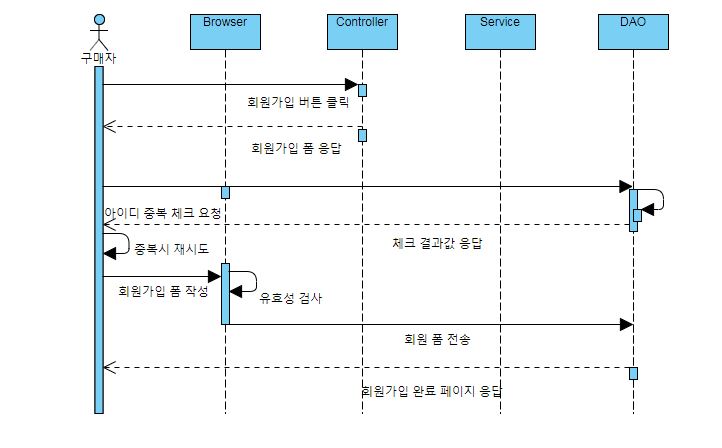 Browser
Controller
Service
DAO
구매자
회원가입 버튼 클릭
회원가입 폼 응답
아이디 중복 체크 요청
체크 결과값 응답
중복시 재시도
회원가입 폼 작성
유효성 검사
회원 폼 전송
회원가입 완료 페이지 응답